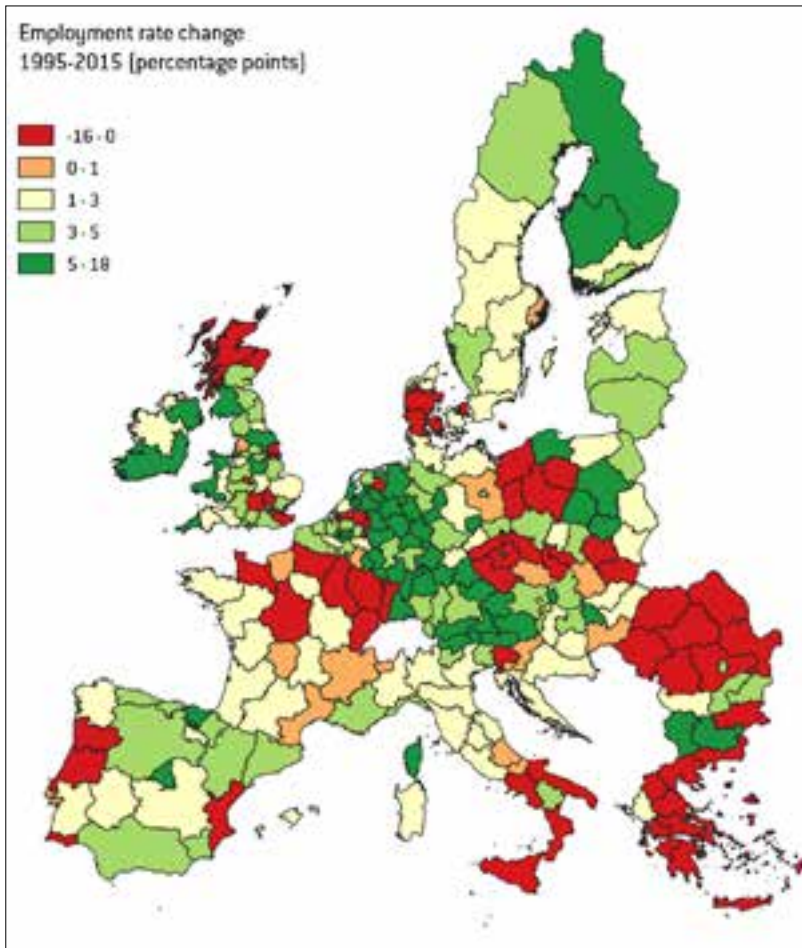 Employment rate change
1995-2015 (percentage points)
-16 - 0
0 - 1
1 - 3
3 - 5
5 - 18